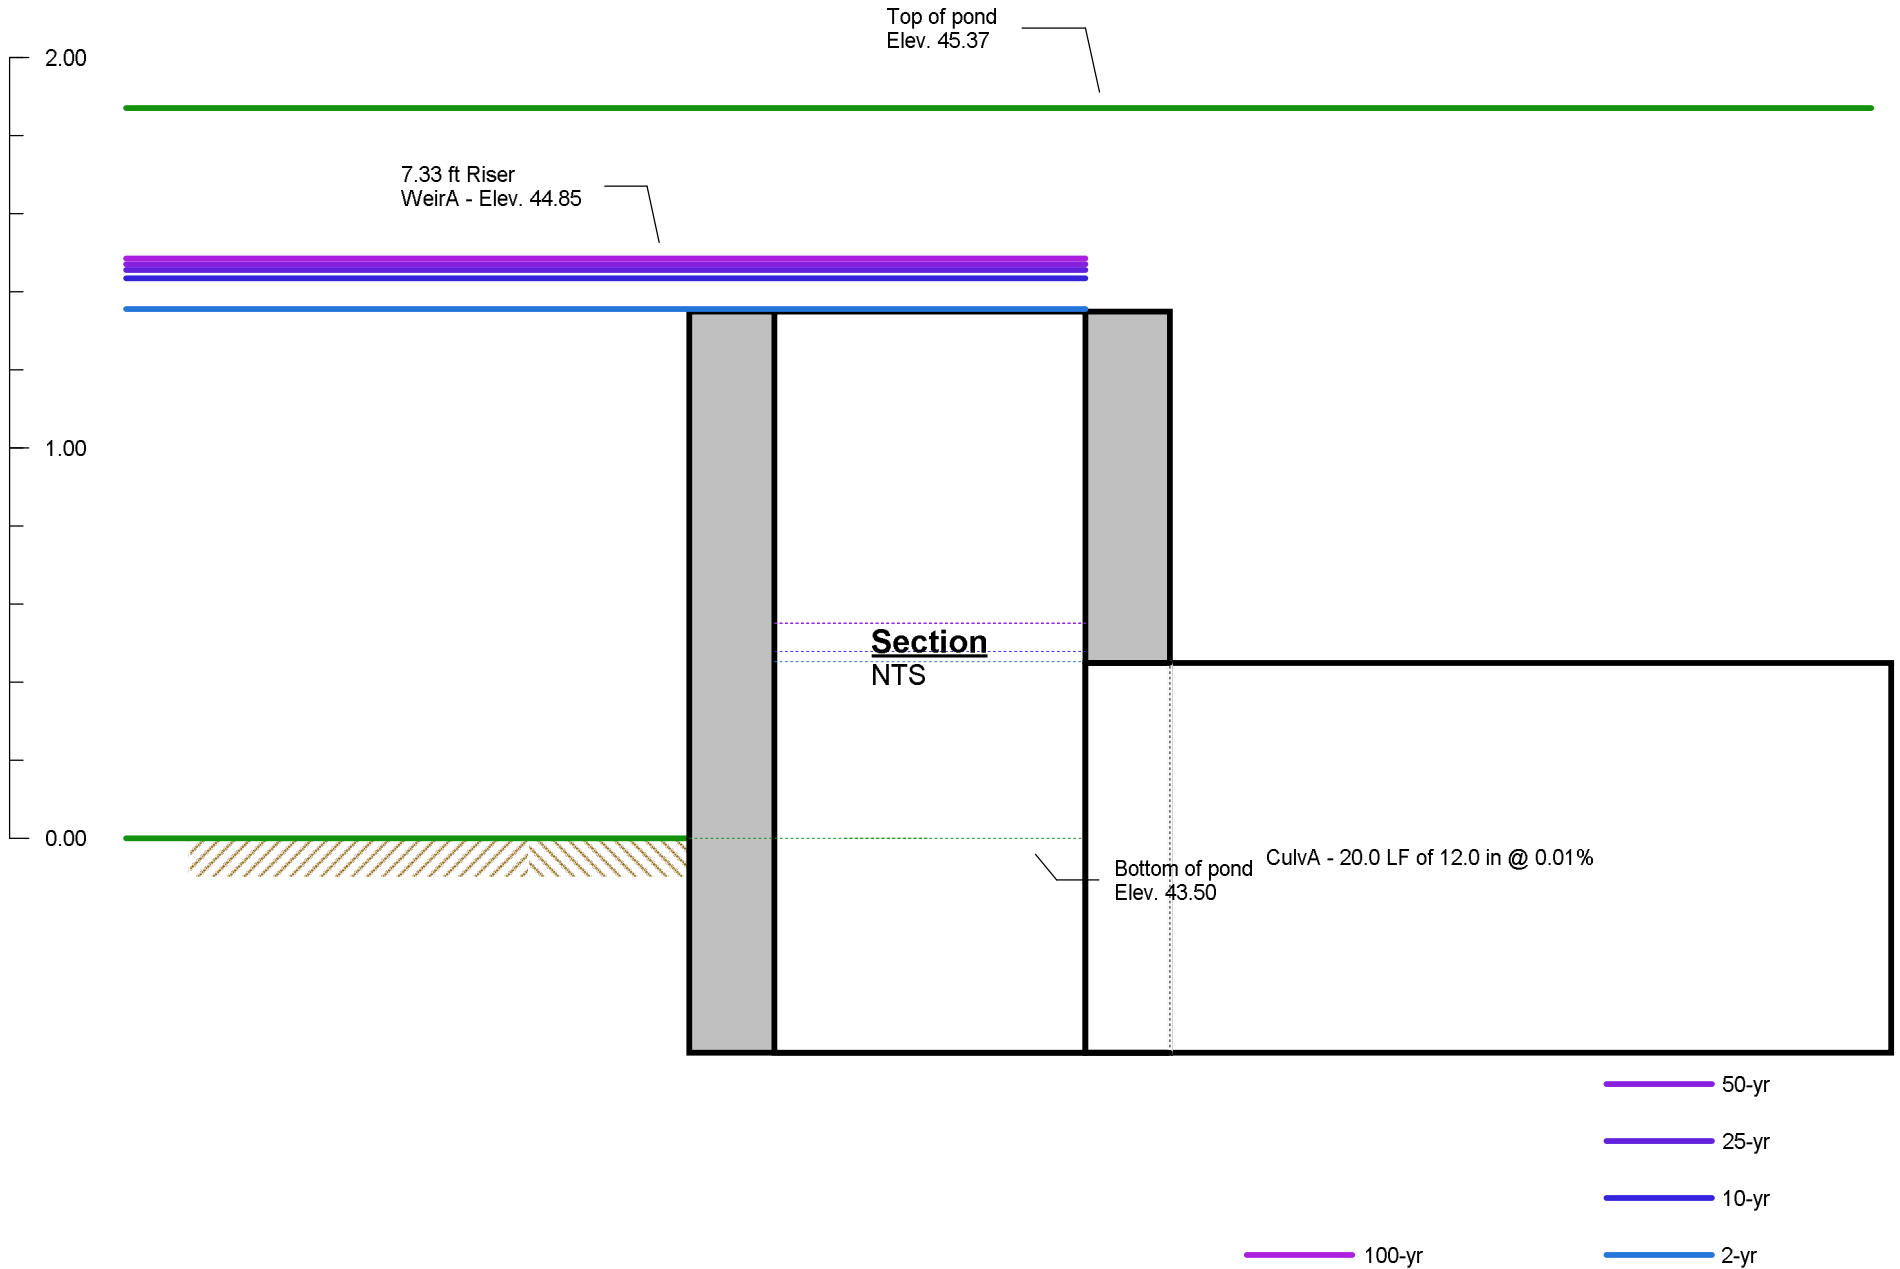 Top of pond
Elev. 45.37
2.00
7.33 ft Riser
WeirA - Elev. 44.85
1.00
Section
NTS
0.00
CulvA - 20.0 LF of 12.0 in @ 0.01%
Bottom of pond
Elev. 43.50
50-yr
25-yr
10-yr
100-yr
2-yr